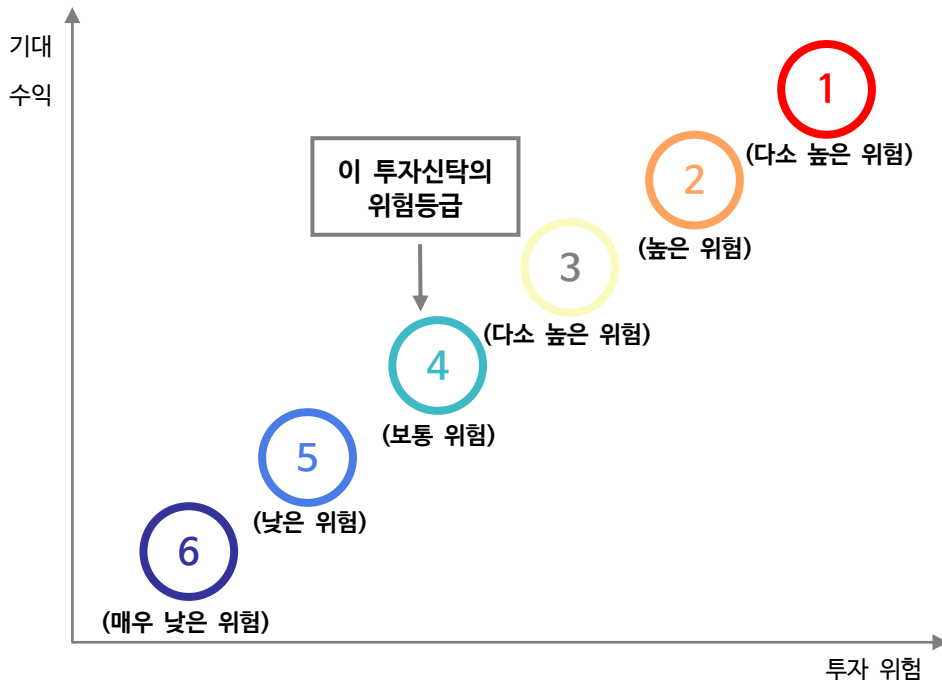 기대
수익
1
(다소 높은 위험)
이 투자신탁의
위험등급
2
(높은 위험)
3
(다소 높은 위험)
4
(보통 위험)
5
(낮은 위험)
6
(매우 낮은 위험)
투자 위험